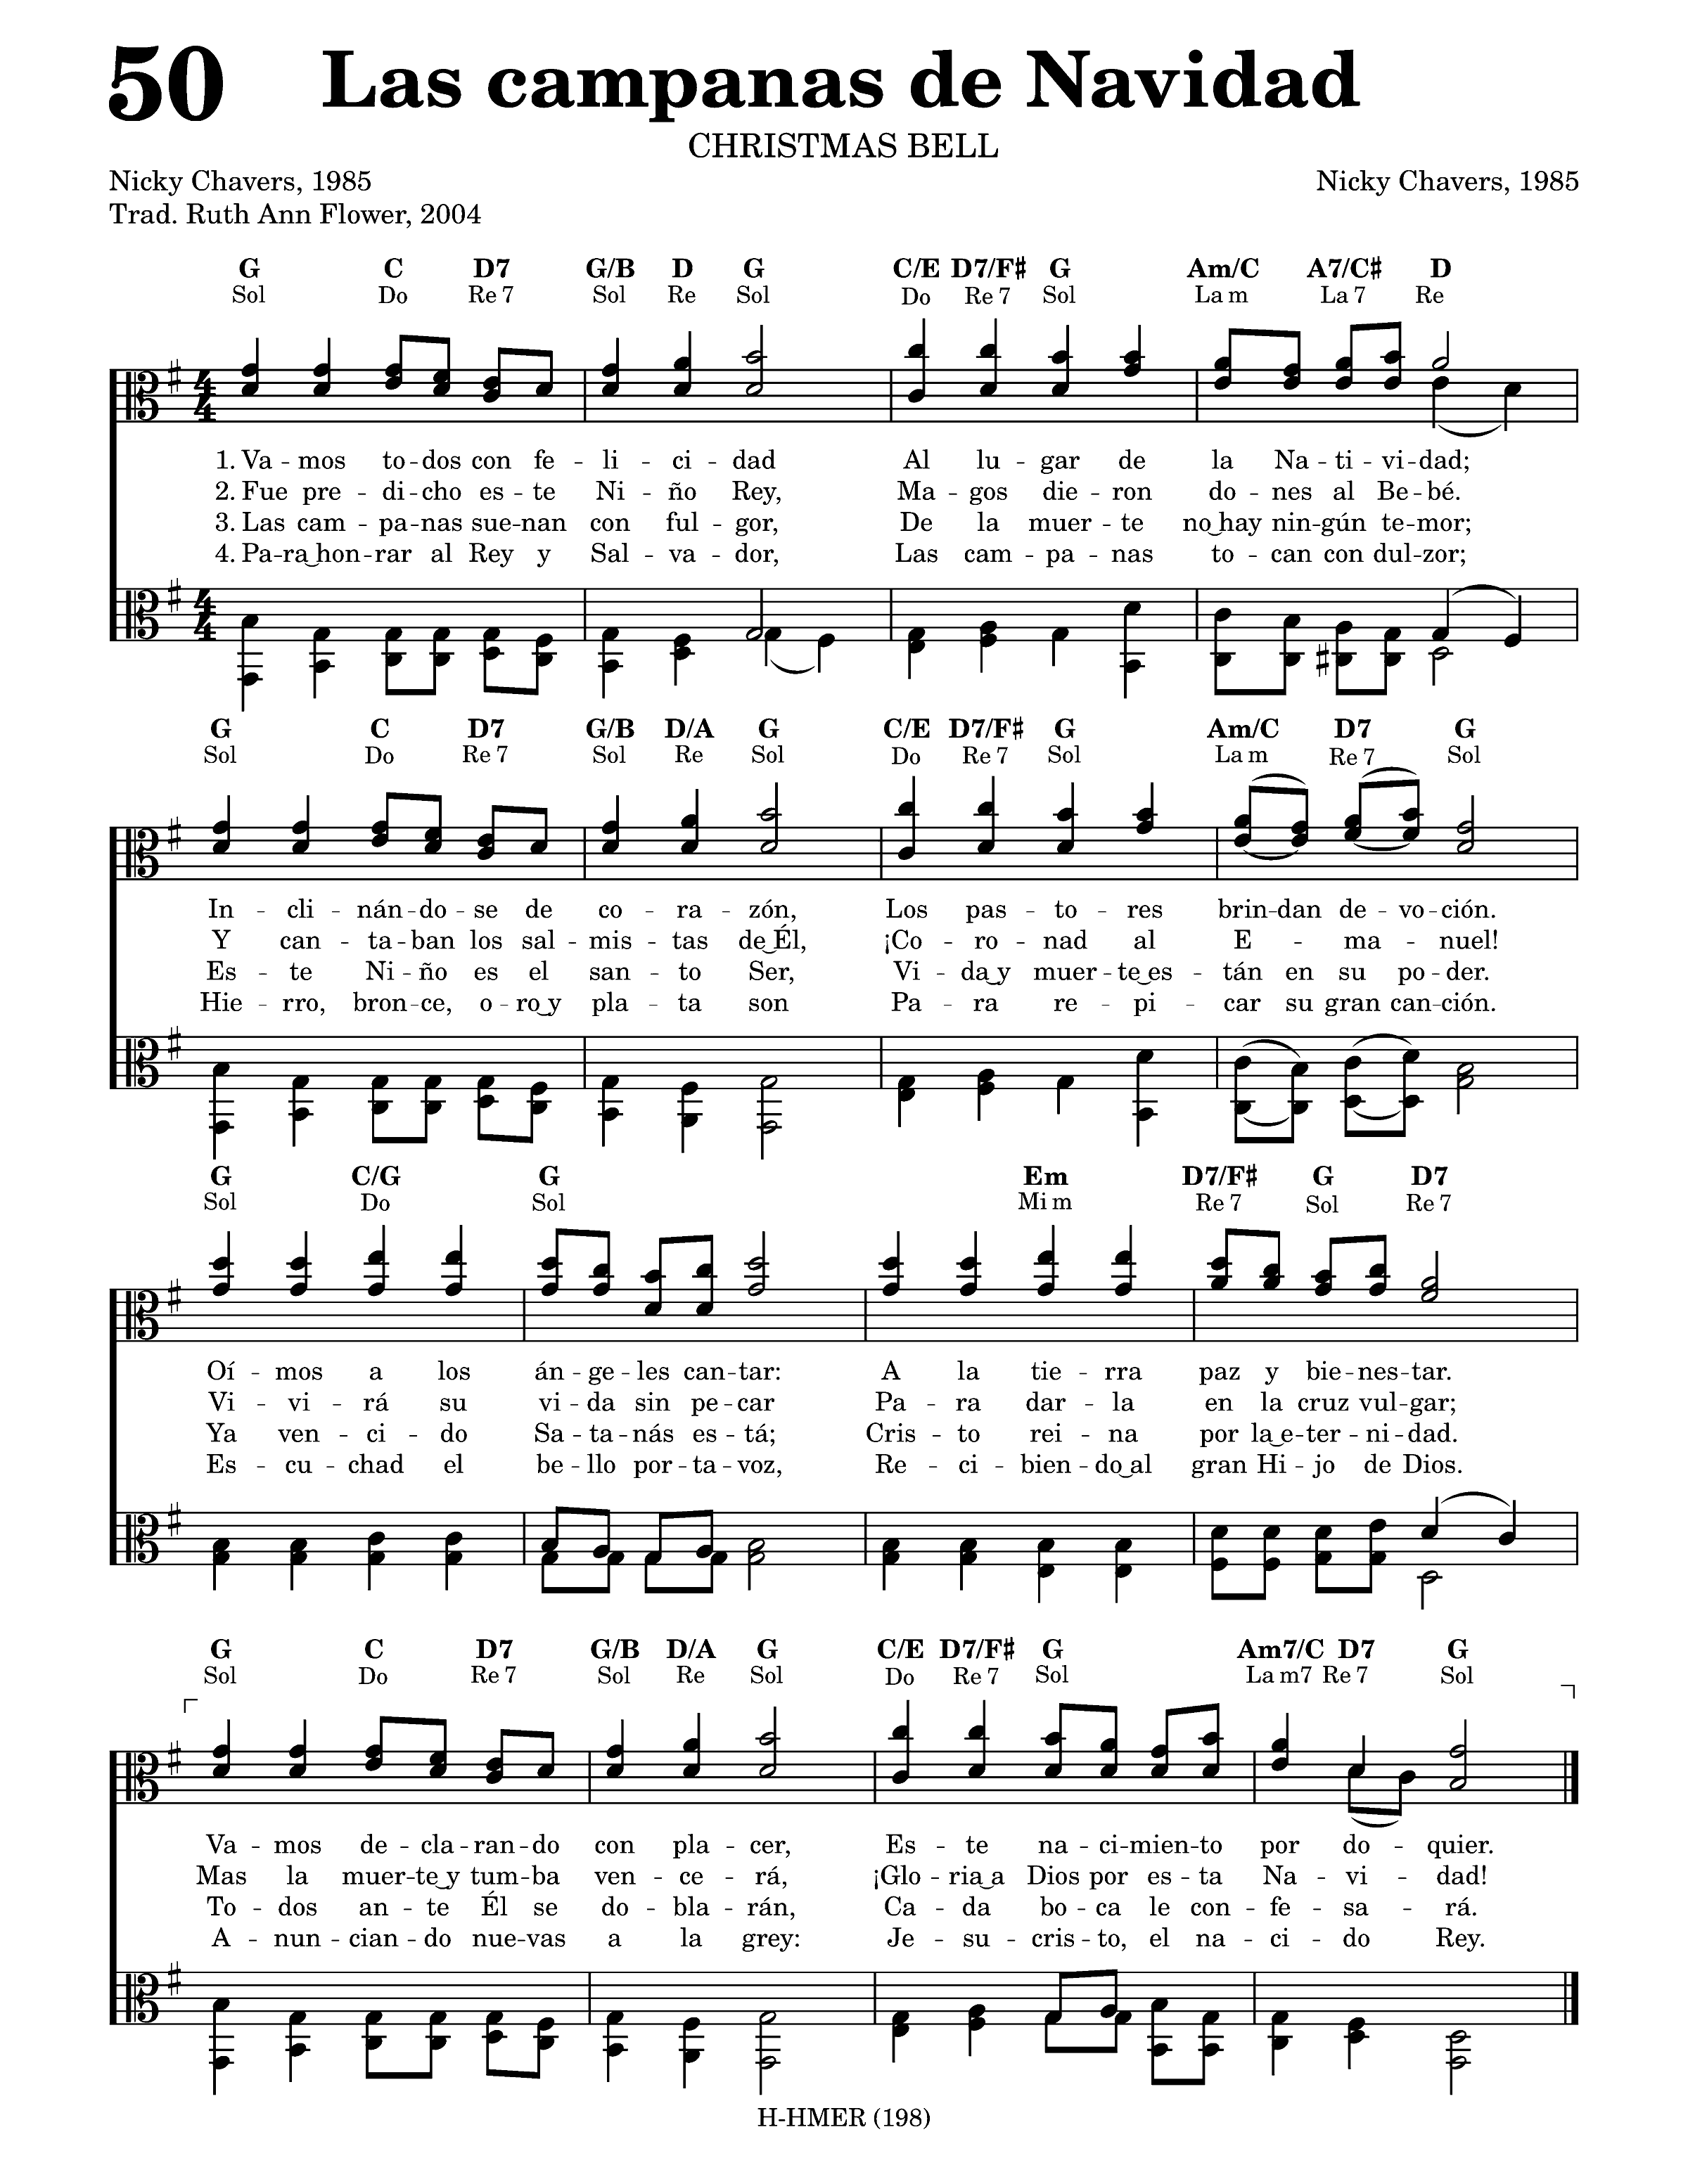 50 Las campanas de Navidad
CHRISTMAS BELL
Nicky Chavers, 1985 Nicky Chavers, 1985
Trad. Ruth Ann Flower, 2004
G C D7 G/B D G C/E D7/F♯ G Am/C A7/C♯ D
Sol Do Re 7 Sol Re Sol Do Re 7 Sol La m La 7 Re
4/4
1. Va -- mos to -- dos con fe -- li -- ci -- dad Al lu -- gar de la Na -- ti -- vi -- dad;
2. Fue pre -- di -- cho es -- te Ni -- ño Rey, Ma -- gos die -- ron do -- nes al Be -- bé.
3. Las cam -- pa -- nas sue -- nan con ful -- gor, De la muer -- te no‿hay nin -- gún te -- mor;
4. Pa -- ra‿hon -- rar al Rey y Sal -- va -- dor, Las cam -- pa -- nas to -- can con dul -- zor;
4/4
G C D7 G/B D/A G C/E D7/F♯ G Am/C D7 G
Sol Do Re 7 Sol Re Sol Do Re 7 Sol La m Re 7 Sol
In -- cli -- nán -- do -- se de co -- ra -- zón, Los pas -- to -- res brin -- dan de -- vo -- ción.
Y can -- ta -- ban los sal -- mis -- tas de‿Él, ¡Co -- ro -- nad al E -- ma -- nuel!
Es -- te Ni -- ño es el san -- to Ser, Vi -- da‿y muer -- te‿es -- tán en su po -- der.
Hie -- rro, bron -- ce, o -- ro‿y pla -- ta son Pa -- ra re -- pi -- car su gran can -- ción.
G C/G G Em D7/F♯ G D7
Sol Do Sol Mi m Re 7 Sol Re 7
Oí -- mos a los án -- ge -- les can -- tar: A la tie -- rra paz y bie -- nes -- tar.
Vi -- vi -- rá su vi -- da sin pe -- car Pa -- ra dar -- la en la cruz vul -- gar;
Ya ven -- ci -- do Sa -- ta -- nás es -- tá; Cris -- to rei -- na por la‿e -- ter -- ni -- dad.
Es -- cu -- chad el be -- llo por -- ta -- voz, Re -- ci -- bien -- do‿al gran Hi -- jo de Dios.
G C D7 G/B D/A G C/E D7/F♯ G Am7/C D7 G
Sol Do Re 7 Sol Re Sol Do Re 7 Sol La m7 Re 7 Sol
Va -- mos de -- cla -- ran -- do con pla -- cer, Es -- te na -- ci -- mien -- to por do -- quier.
Mas la muer -- te‿y tum -- ba ven -- ce -- rá, ¡Glo -- ria‿a Dios por es -- ta Na -- vi -- dad!
To -- dos an -- te Él se do -- bla -- rán, Ca -- da bo -- ca le con -- fe -- sa -- rá.
A -- nun -- cian -- do nue -- vas a la grey: Je -- su -- cris -- to, el na -- ci -- do Rey.
H-HMER (198)